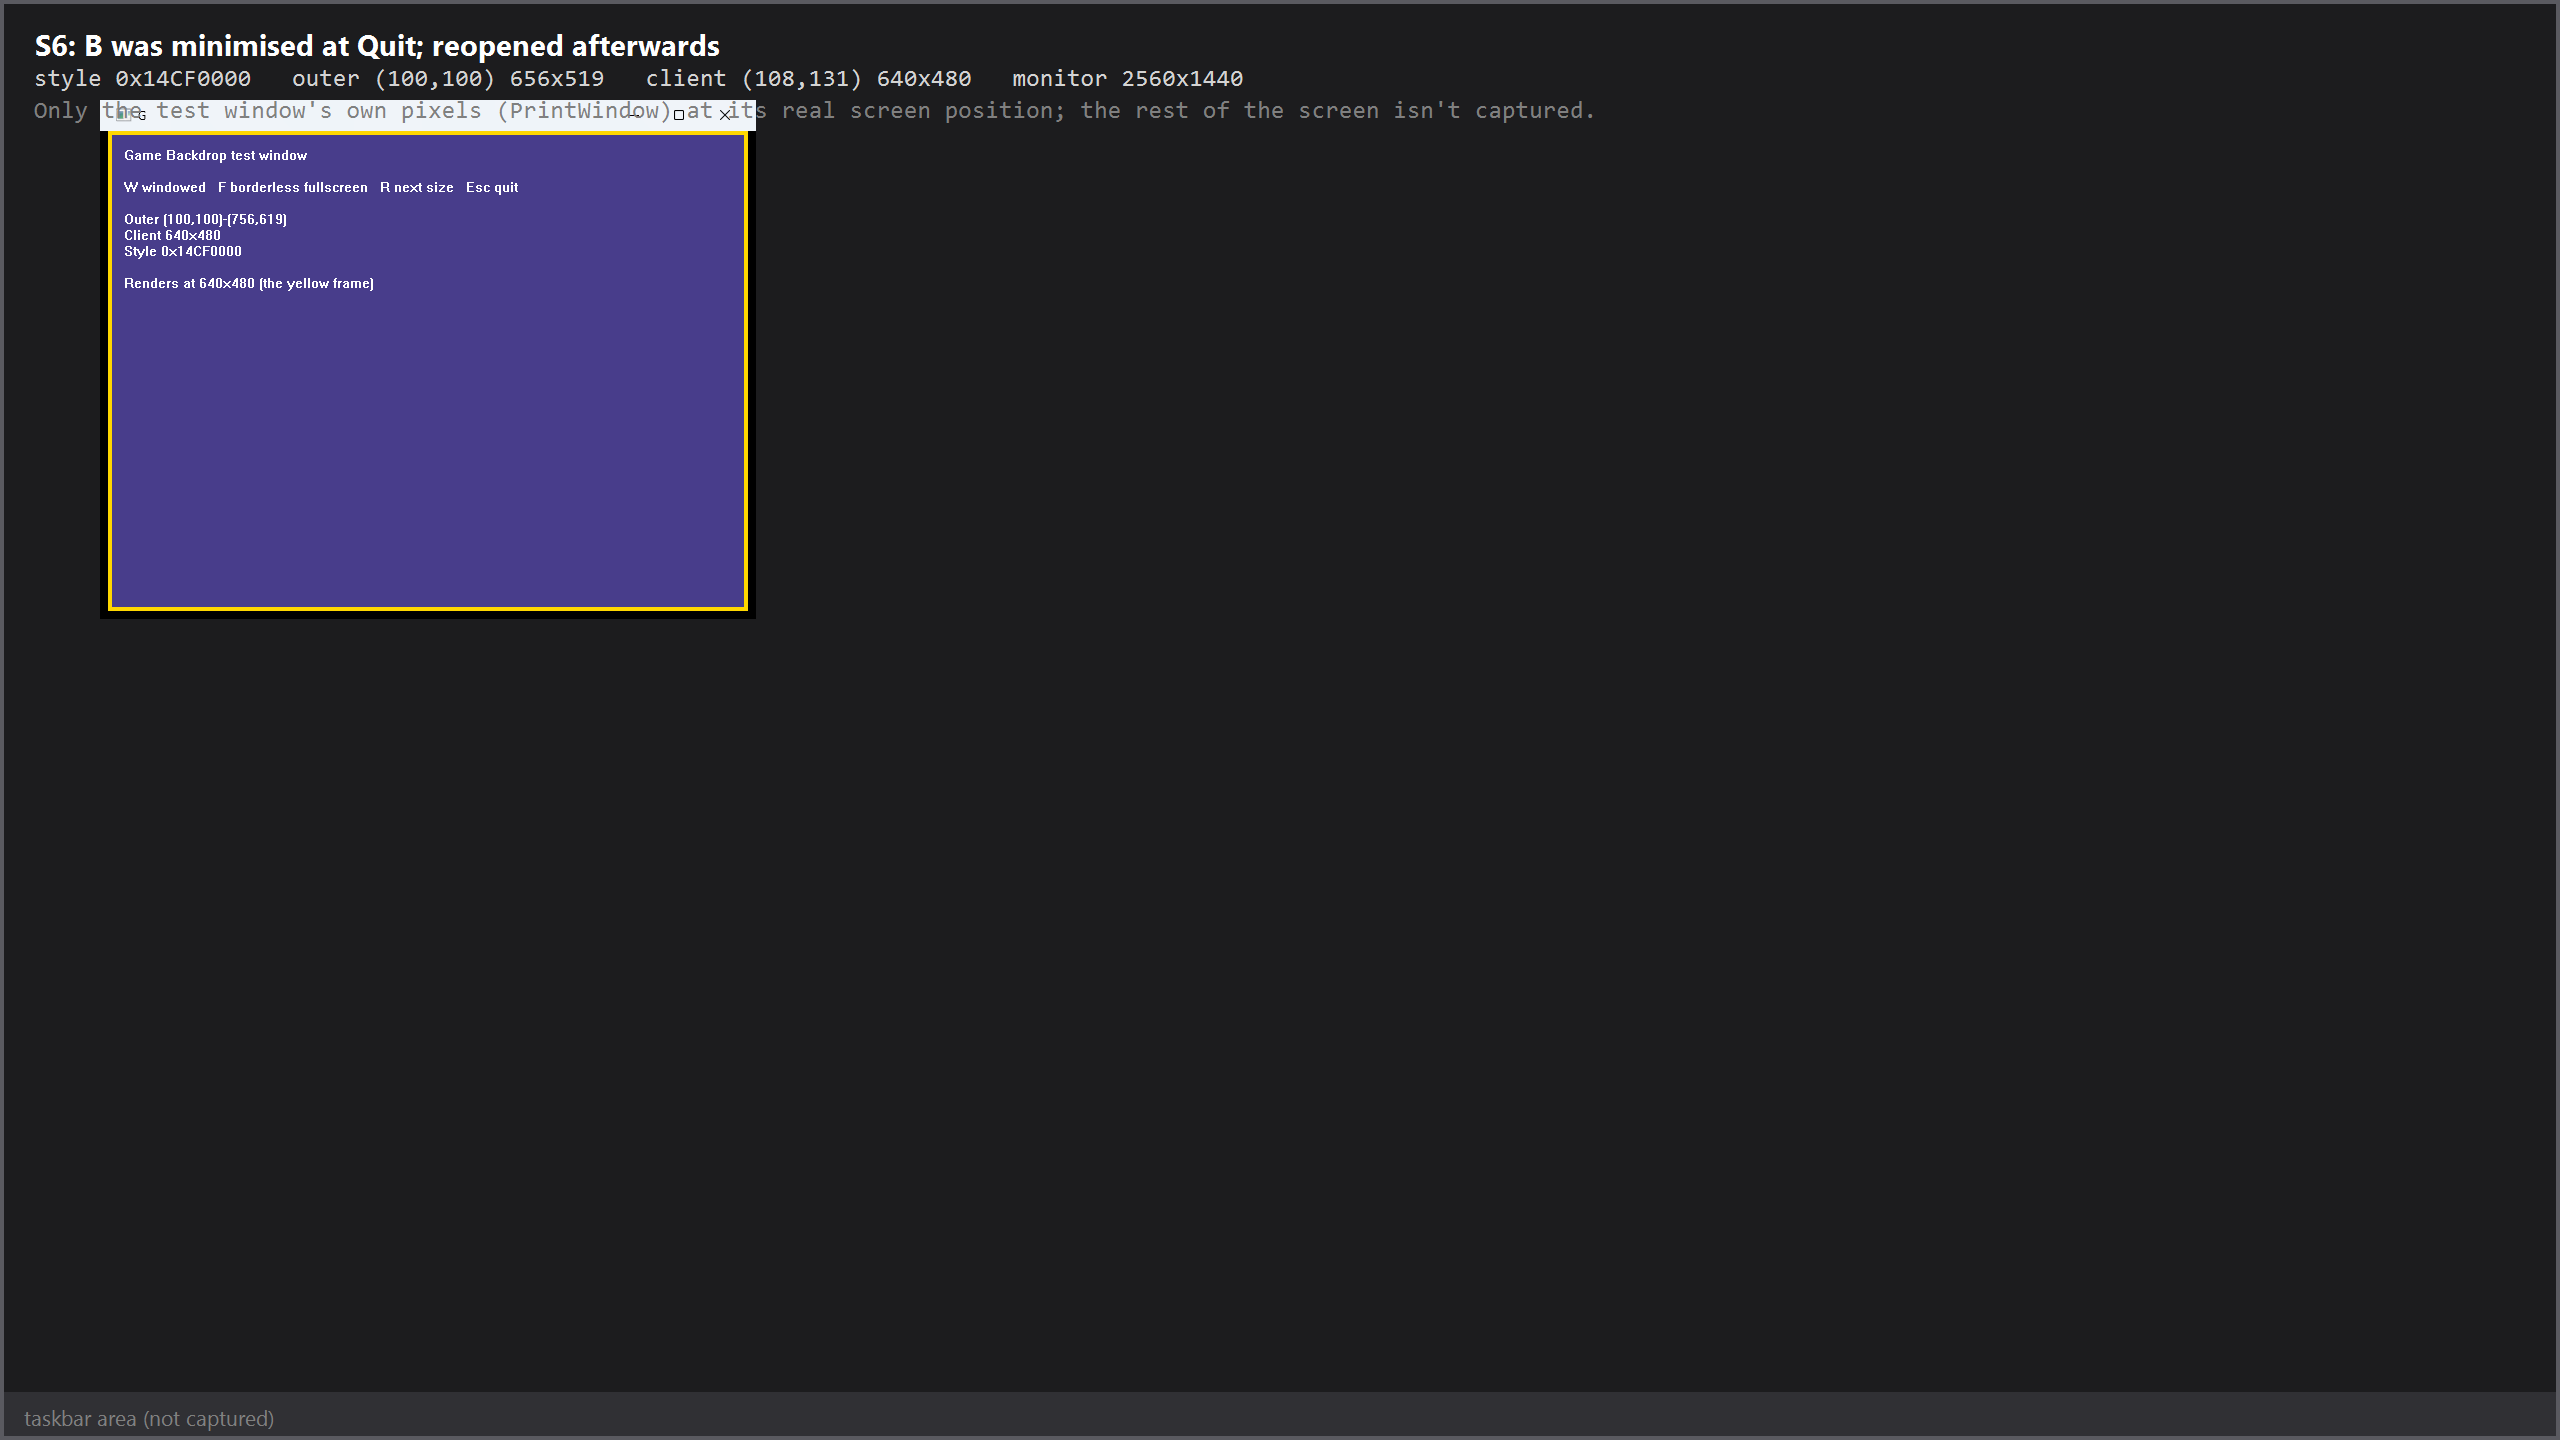 S6: B was minimised at Quit; reopened afterwards
style 0x14CF0000   outer (100,100) 656x519   client (108,131) 640x480   monitor 2560x1440
Only the test window's own pixels (PrintWindow) at its real screen position; the rest of the screen isn't captured.
G
Game Backdrop test window
W windowed   F borderless fullscreen   R next size   Esc quit
Outer (100,100)-(756,619)
Client 640x480
Style 0x14CF0000
Renders at 640x480 (the yellow frame)
taskbar area (not captured)